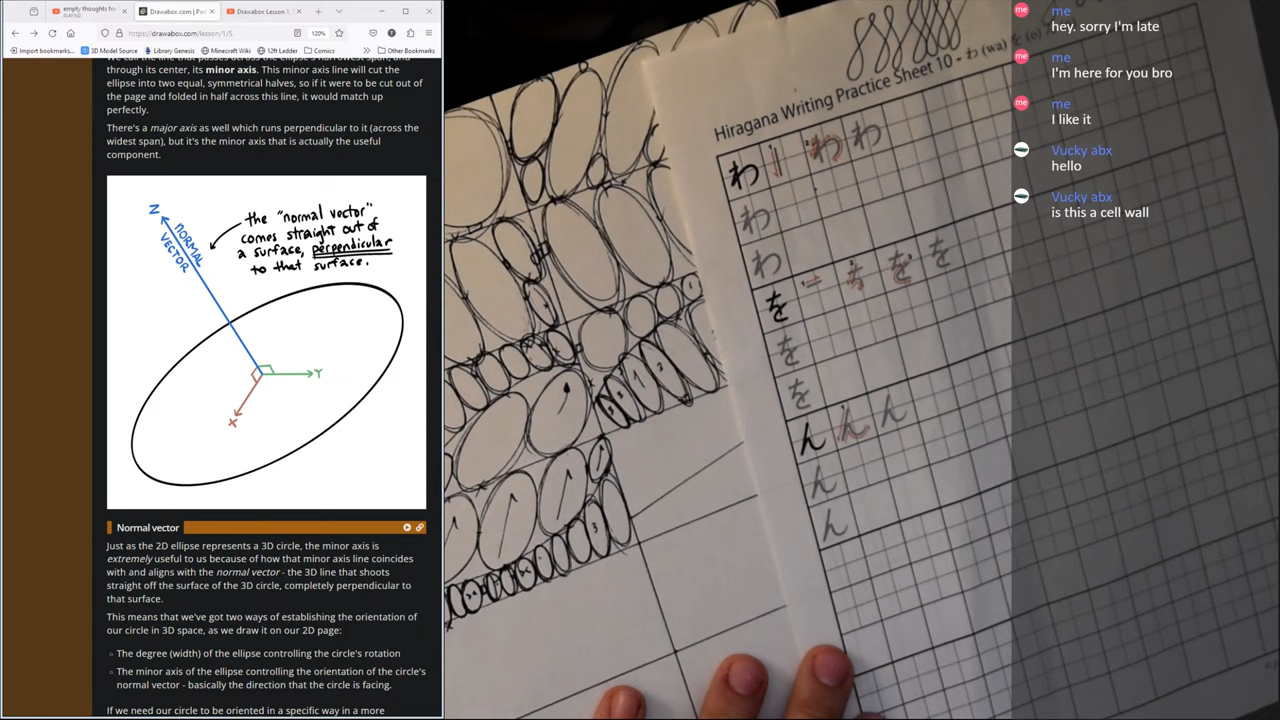 empty thoughts for
PLAYING
Drawabox.com | Par
Drawabox Lesson 1,
https://drawabox.com/lesson/1/5
120%
Import bookmarks...
3D Model Source
Library Genesis
Minecraft Wiki
12ft Ladder
Comics
Other Bookmarks
through its center, its minor axis. This minor axis line will cut the
ellipse into two equal, symmetrical halves, so if it were to be cut out of
the page and folded in half across this line, it would match up
perfectly.
There's a major axis as well which runs perpendicular to it (across the
widest span), but it's the minor axis that is actually the useful
component.
Z
NORMAL
VECTOR
the "normal vector"
comes straight out of
a surface, perpendicular
to that surface.
Y
X
Normal vector
Just as the 2D ellipse represents a 3D circle, the minor axis is
extremely useful to us because of how that minor axis line coincides
with and aligns with the normal vector - the 3D line that shoots
straight off the surface of the 3D circle, completely perpendicular to
that surface.
This means that we've got two ways of establishing the orientation of
our circle in 3D space, as we draw it on our 2D page:
The degree (width) of the ellipse controlling the circle's rotation
The minor axis of the ellipse controlling the orientation of the circle's
normal vector - basically the direction that the circle is facing.
If we need our circle to be oriented in a specific way in a more
Hiragana Writing Practice Sheet 10 - わ (wa) を (o)
わ わ わ
わ
わ
を を を
を
を
ん ん ん
ん
ん
1 2
3
me
hey. sorry I'm late
me
I'm here for you bro
me
I like it
Vucky abx
hello
Vucky abx
is this a cell wall